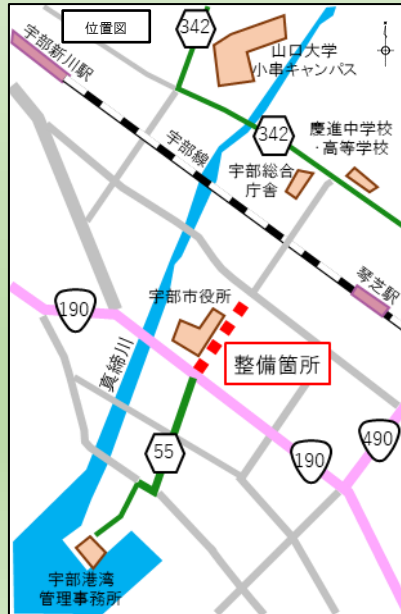 位置図
342
山口大学
小串キャンパス
宇部新川駅
宇部線
342
慶進中学校
・高等学校
宇部総合
庁舎
琴芝駅
190
宇部市役所
真締川
整備箇所
55
190
490
宇部港湾
管理事務所